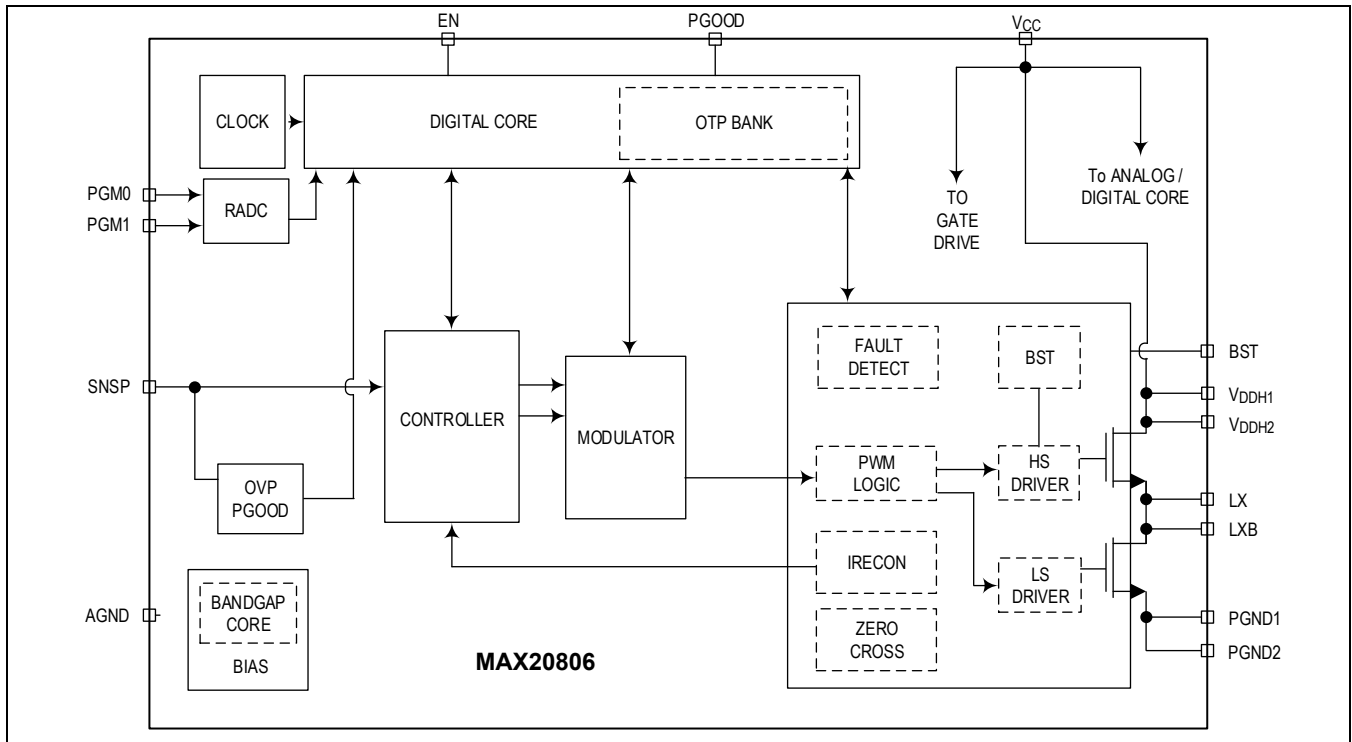 EN
PGOOD
VCC
CLOCK
DIGITAL CORE
OTP BANK
PGM0
PGM1
RADC
TO
GATE
DRIVE
To ANALOG /
DIGITAL CORE
SNSP
CONTROLLER
MODULATOR
OVP
PGOOD
FAULT
DETECT
BST
PWM
LOGIC
HS
DRIVER
IRECON
LS
DRIVER
ZERO
CROSS
BST
VDDH1
VDDH2
LX
LXB
PGND1
PGND2
AGND
BANDGAP
CORE
BIAS
MAX20806